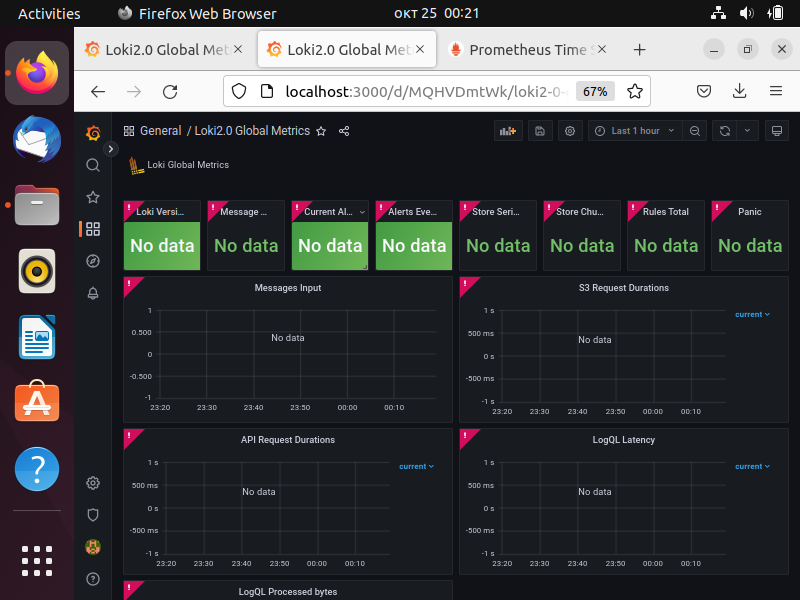 Activities
Firefox Web Browser
окт 25 00:21
Loki2.0 Global Met
Loki2.0 Global Met
Prometheus Time S
localhost:3000/d/MQHVDmtWk/loki2-0-
67%
General / Loki2.0 Global Metrics
Last 1 hour
Loki Global Metrics
Loki Versi...
Message ...
Current Al...
Alerts Eve...
Store Seri...
Store Chu...
Rules Total
Panic
No data
No data
No data
No data
No data
No data
No data
No data
Messages Input
1
0.500
0
-0.500
-1
No data
23:20 23:30 23:40 23:50 00:00 00:10
S3 Request Durations
current
1 s
500 ms
0 s
-500 ms
-1 s
No data
23:20 23:30 23:40 23:50 00:00 00:10
API Request Durations
current
1 s
500 ms
0 s
-500 ms
-1 s
No data
23:20 23:30 23:40 23:50 00:00 00:10
LogQL Latency
current
1 s
500 ms
0 s
-500 ms
-1 s
No data
23:20 23:30 23:40 23:50 00:00 00:10
LogQL Processed bytes